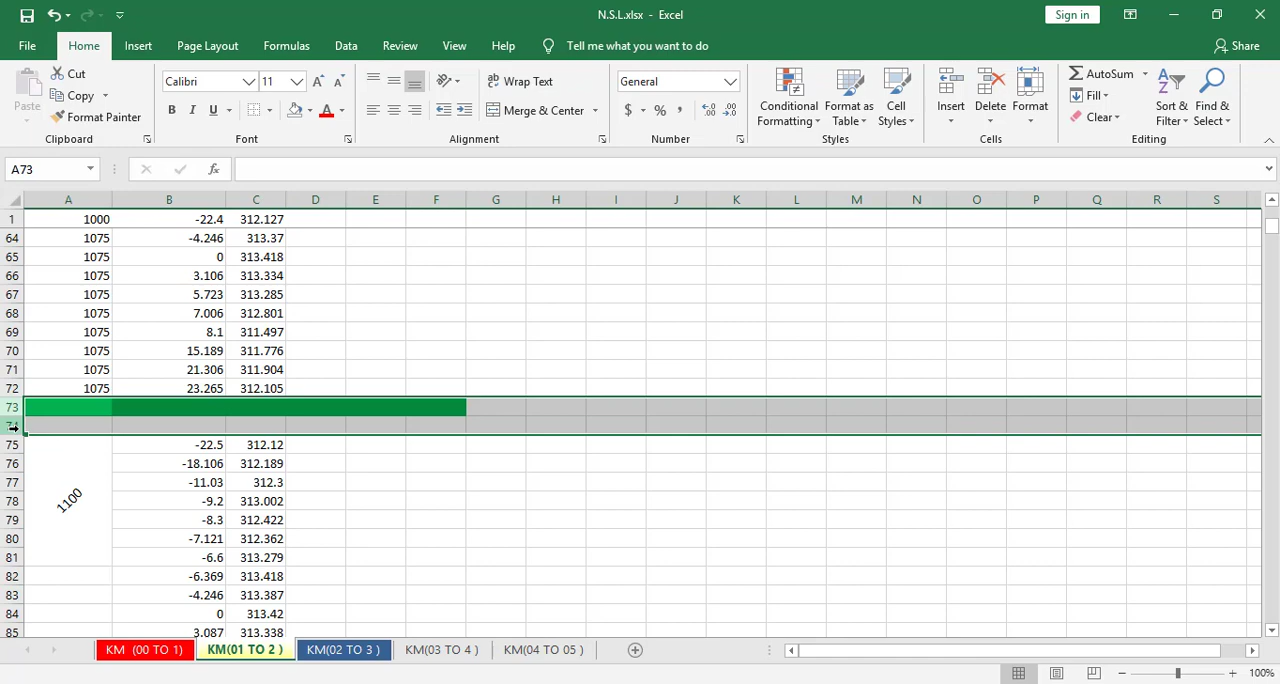 N.S.L.xlsx - Excel
Sign in
File Home Insert Page Layout Formulas Data Review View Help Tell me what you want to do Share
Paste Cut Copy Format Painter Clipboard
Calibri 11 B I U A Font
Wrap Text Merge & Center Alignment
General $ % , Number
Conditional Formatting Format as Table Cell Styles Styles
Insert Delete Format Cells
AutoSum Fill Clear Sort & Filter Find & Select Editing
A73 fx
A B C D E F G H I J K L M N O P Q R S
1 1000 -22.4 312.127
64 1075 -4.246 313.37
65 1075 0 313.418
66 1075 3.106 313.334
67 1075 5.723 313.285
68 1075 7.006 312.801
69 1075 8.1 311.497
70 1075 15.189 311.776
71 1075 21.306 311.904
72 1075 23.265 312.105
73
75 -22.5 312.12
76 -18.106 312.189
77 -11.03 312.3
78 1100 -9.2 313.002
79 -8.3 312.422
80 -7.121 312.362
81 -6.6 313.279
82 -6.369 313.418
83 -4.246 313.387
84 0 313.42
85 3.087 313.338
KM (00 TO 1) KM(01 TO 2 ) KM(02 TO 3 ) KM(03 TO 4 ) KM(04 TO 05 )
100%